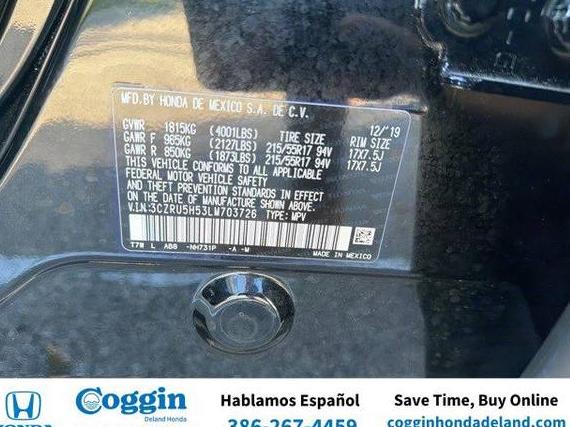 MFD. BY HONDA DE MEXICO S.A. DE C.V.
12/'19
GVWR 1815KG (4001LBS) TIRE SIZE RIM SIZE
GAWR F 965KG (2127LBS) 215/55R17 94V 17X7.5J
GAWR R 850KG (1873LBS) 215/55R17 94V 17X7.5J
THIS VEHICLE CONFORMS TO ALL APPLICABLE
FEDERAL MOTOR VEHICLE SAFETY
AND THEFT PREVENTION STANDARDS IN EFFECT
ON THE DATE OF MANUFACTURE SHOWN ABOVE.
V.I.N.:3CZRU5H53LM703726 TYPE: MPV
T7W L ABB -NH731P -A -M MADE IN MEXICO
HONDA
Coggin
Deland Honda
Hablamos Español
386-267-4459
Save Time, Buy Online
cogginhondadeland.com